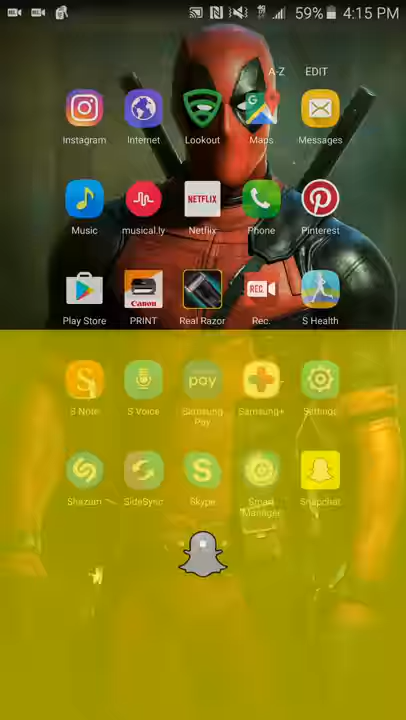 59% 4:15 PM
A-Z EDIT
Instagram Internet Lookout Maps Messages
NETFLIX
Music musical.ly Netflix Phone Pinterest
Canon REC.
Play Store PRINT Real Razor Rec. S Health
pay
S Note S Voice Samsung Pay Samsung+ Settings
Shazam SideSync Skype Smart Manager Snapchat